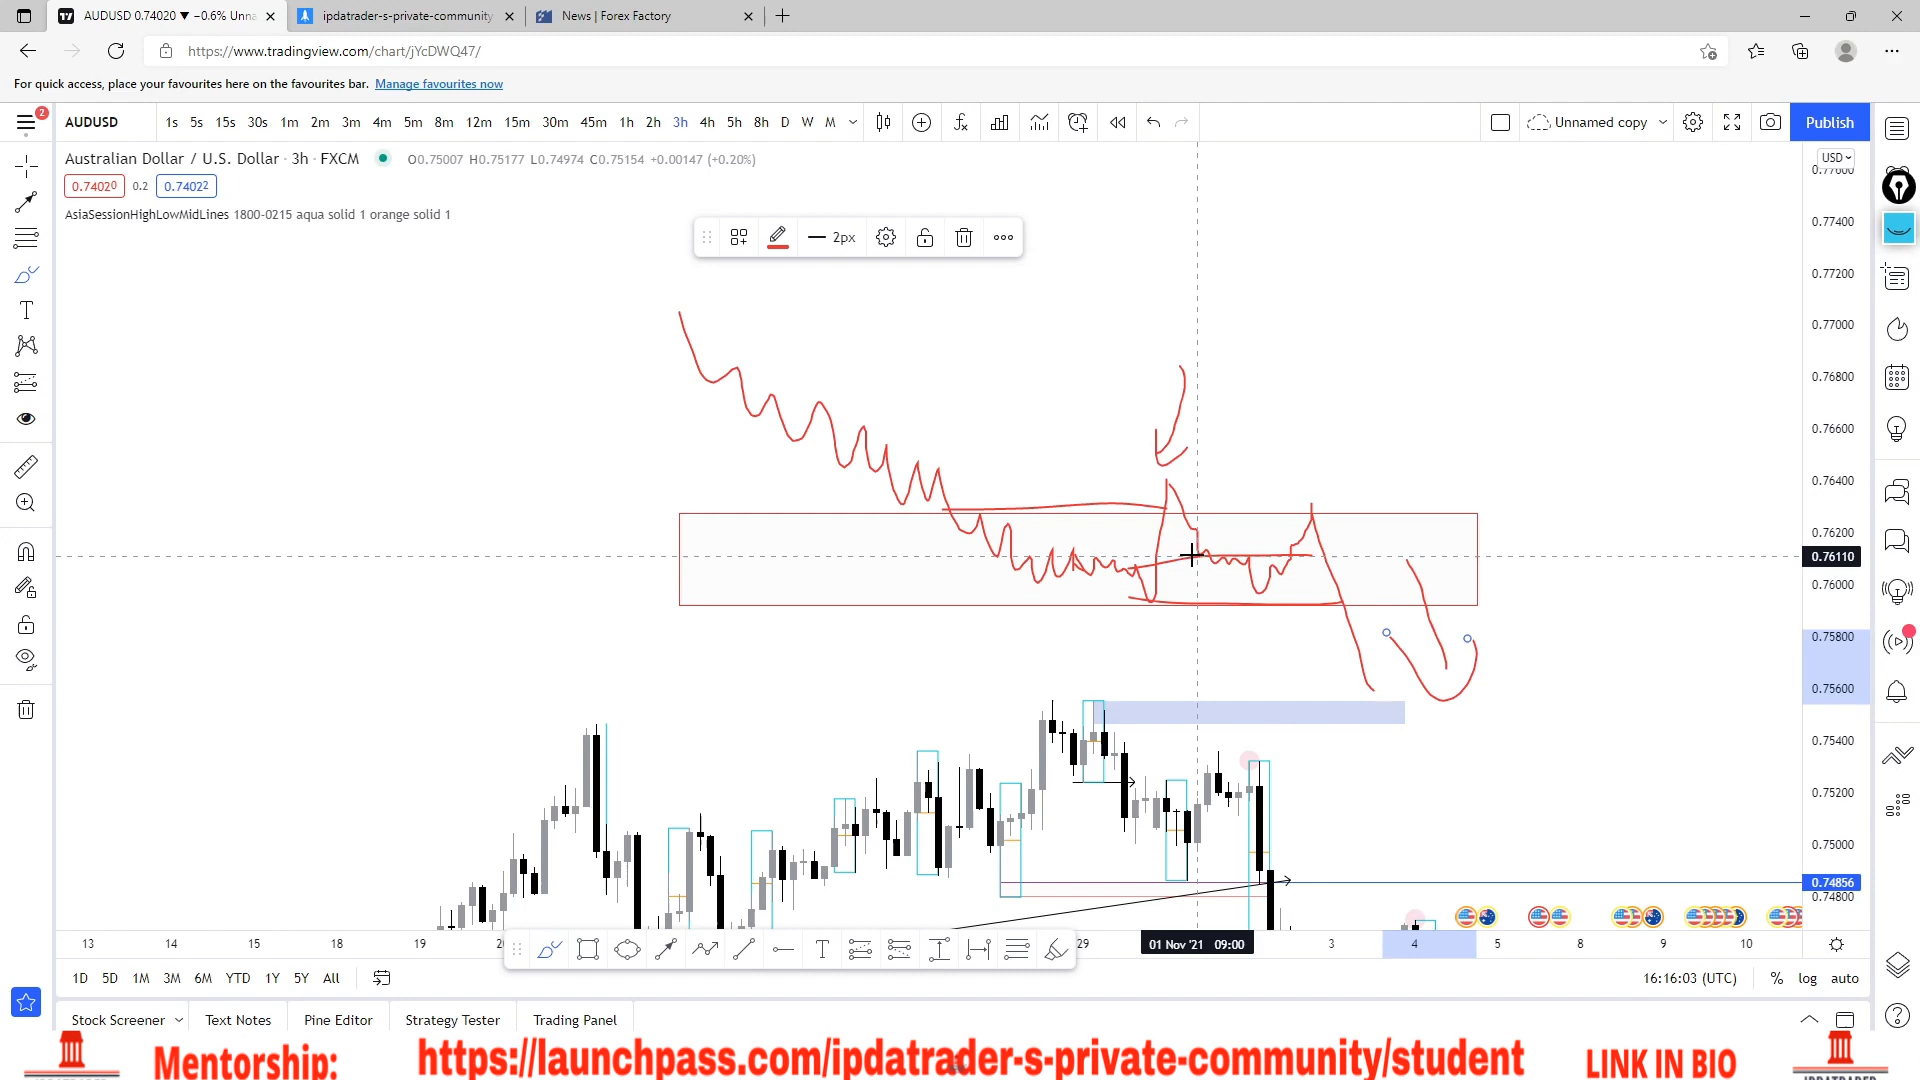 AUDUSD 0.74020 ▼ −0.6% Unna
ipdatrader-s-private-community
News | Forex Factory
https://www.tradingview.com/chart/jYcDWQ47/
For quick access, place your favourites here on the favourites bar. Manage favourites now
2
AUDUSD 1s 5s 15s 30s 1m 2m 3m 4m 5m 8m 12m 15m 30m 45m 1h 2h 3h 4h 5h 8h D W M
Unnamed copy
Publish
Australian Dollar / U.S. Dollar · 3h · FXCM O0.75007 H0.75177 L0.74974 C0.75154 +0.00147 (+0.20%)
USD
0.77600
0.74020 0.2 0.74022
AsiaSessionHighLowMidLines 1800-0215 aqua solid 1 orange solid 1
2px
0.77400
0.77200
0.77000
0.76800
0.76600
0.76400
0.76200
0.76110
0.76000
0.75800
0.75600
0.75400
0.75200
0.75000
0.74856
0.74800
13 14 15 18 19 29 01 Nov '21 09:00 3 4 5 8 9 10
1D 5D 1M 3M 6M YTD 1Y 5Y All
16:16:03 (UTC) % log auto
Stock Screener Text Notes Pine Editor Strategy Tester Trading Panel
Mentorship: https://launchpass.com/ipdatrader-s-private-community/student LINK IN BIO